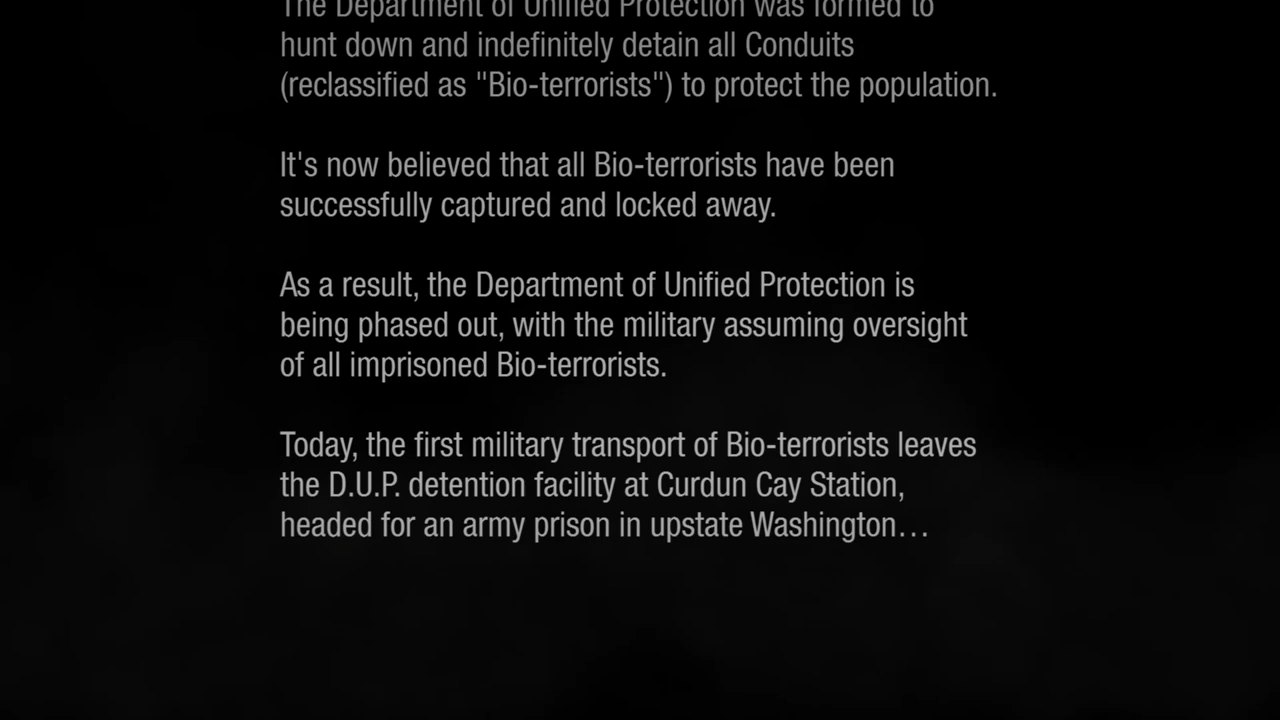 The Department of Unified Protection was formed to
hunt down and indefinitely detain all Conduits
(reclassified as "Bio-terrorists") to protect the population.
It's now believed that all Bio-terrorists have been
successfully captured and locked away.
As a result, the Department of Unified Protection is
being phased out, with the military assuming oversight
of all imprisoned Bio-terrorists.
Today, the first military transport of Bio-terrorists leaves
the D.U.P. detention facility at Curdun Cay Station,
headed for an army prison in upstate Washington…